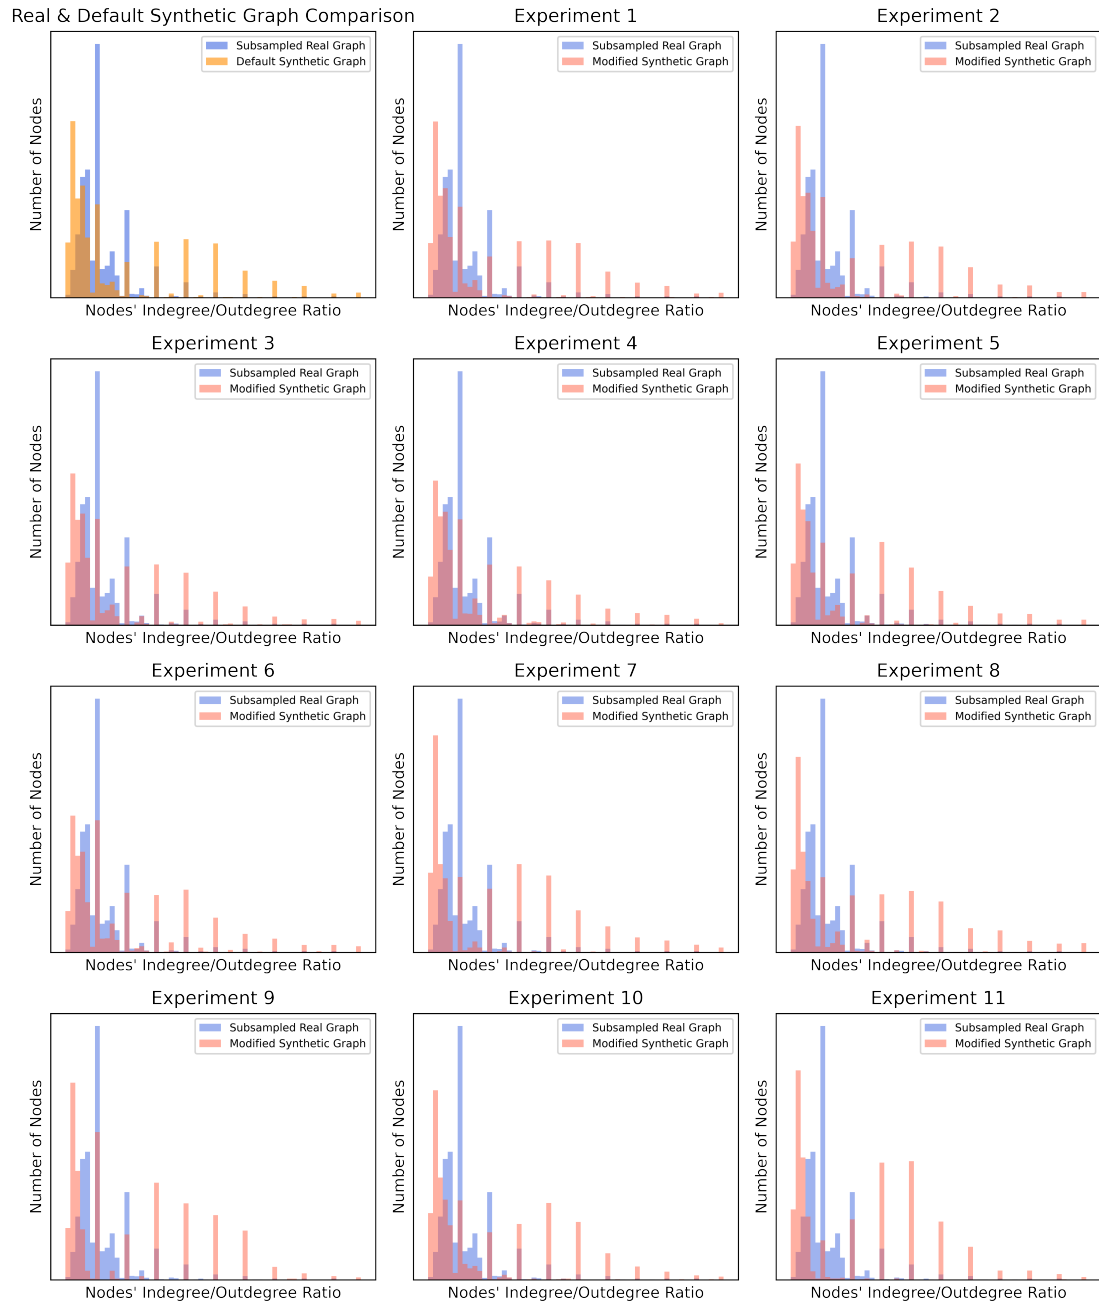 Real & Default Synthetic Graph Comparison
Subsampled Real Graph
Default Synthetic Graph
Number of Nodes
Nodes' Indegree/Outdegree Ratio
Experiment 1
Subsampled Real Graph
Modified Synthetic Graph
Number of Nodes
Nodes' Indegree/Outdegree Ratio
Experiment 2
Subsampled Real Graph
Modified Synthetic Graph
Number of Nodes
Nodes' Indegree/Outdegree Ratio
Experiment 3
Subsampled Real Graph
Modified Synthetic Graph
Number of Nodes
Nodes' Indegree/Outdegree Ratio
Experiment 4
Subsampled Real Graph
Modified Synthetic Graph
Number of Nodes
Nodes' Indegree/Outdegree Ratio
Experiment 5
Subsampled Real Graph
Modified Synthetic Graph
Number of Nodes
Nodes' Indegree/Outdegree Ratio
Experiment 6
Subsampled Real Graph
Modified Synthetic Graph
Number of Nodes
Nodes' Indegree/Outdegree Ratio
Experiment 7
Subsampled Real Graph
Modified Synthetic Graph
Number of Nodes
Nodes' Indegree/Outdegree Ratio
Experiment 8
Subsampled Real Graph
Modified Synthetic Graph
Number of Nodes
Nodes' Indegree/Outdegree Ratio
Experiment 9
Subsampled Real Graph
Modified Synthetic Graph
Number of Nodes
Nodes' Indegree/Outdegree Ratio
Experiment 10
Subsampled Real Graph
Modified Synthetic Graph
Number of Nodes
Nodes' Indegree/Outdegree Ratio
Experiment 11
Subsampled Real Graph
Modified Synthetic Graph
Number of Nodes
Nodes' Indegree/Outdegree Ratio